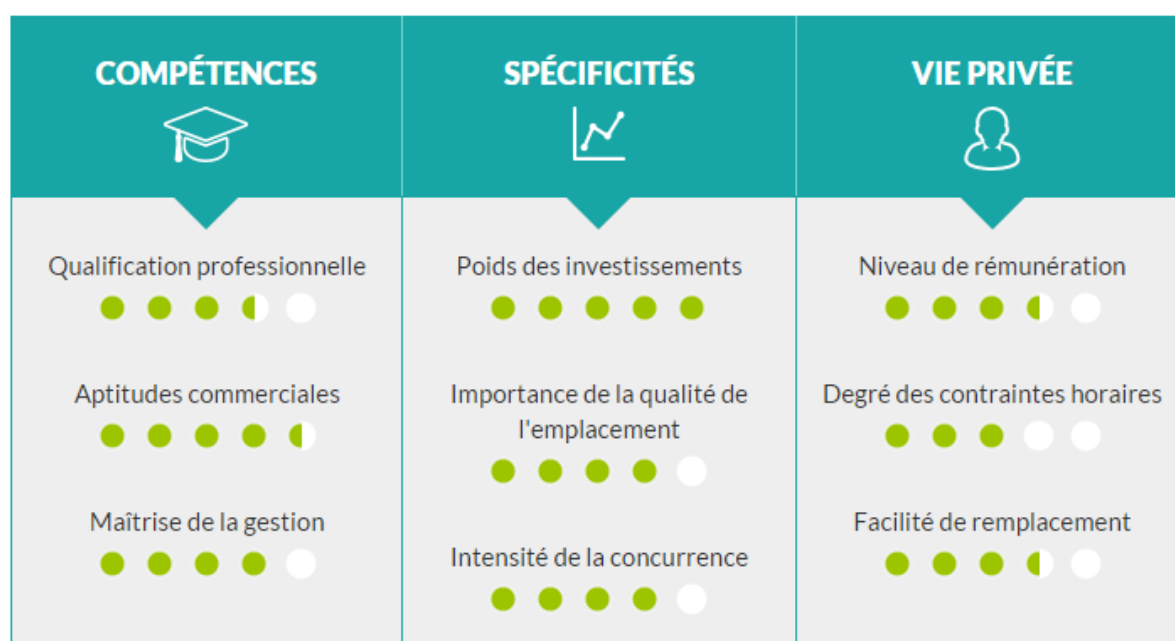 COMPÉTENCES
Qualification professionnelle
Aptitudes commerciales
Maîtrise de la gestion
SPÉCIFICITÉS
Poids des investissements
Importance de la qualité de
l'emplacement
Intensité de la concurrence
VIE PRIVÉE
Niveau de rémunération
Degré des contraintes horaires
Facilité de remplacement